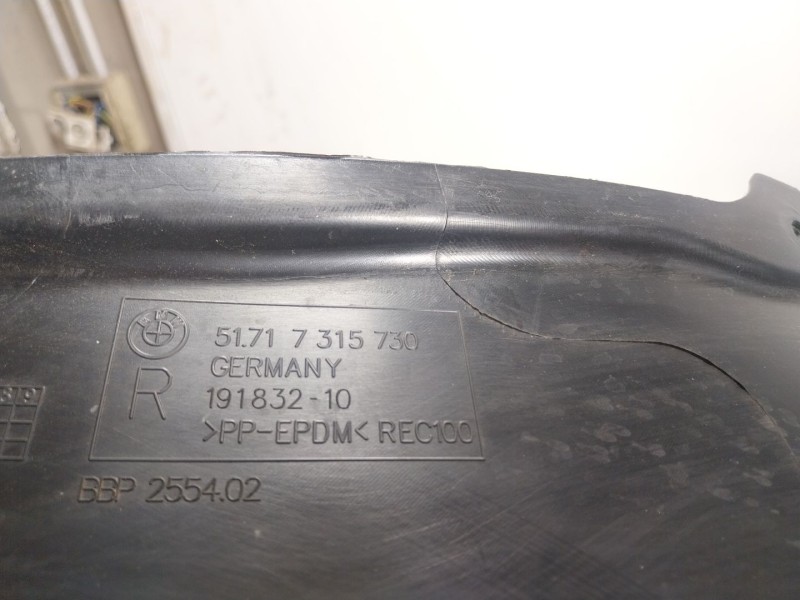 51.71 7 315 730
GERMANY
R
191832-10
>PP-EPDM< REC100
BBP 2554.02